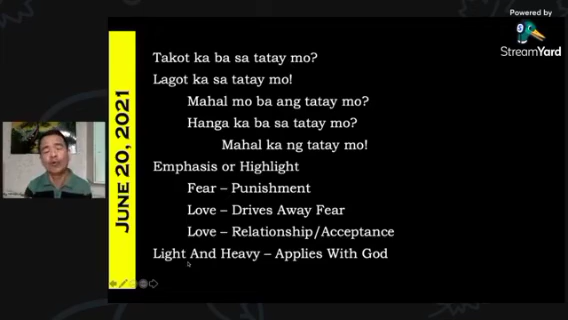 Powered by
StreamYard
JUNE 20, 2021
Takot ka ba sa tatay mo?
Lagot ka sa tatay mo!
Mahal mo ba ang tatay mo?
Hanga ka ba sa tatay mo?
Mahal ka ng tatay mo!
Emphasis or Highlight
Fear – Punishment
Love – Drives Away Fear
Love – Relationship/Acceptance
Light And Heavy – Applies With God